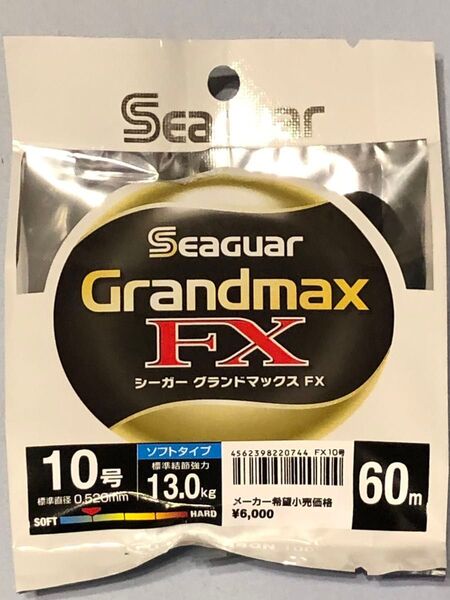 Seaguar
SEAGUAR
Grandmax
FX
シーガー グランドマックス FX
10号
標準直径 0.520mm
SOFT
HARD
ソフトタイプ
標準結節強力
13.0kg
4562398220744 FX10号
メーカー希望小売価格
¥6,000
60m